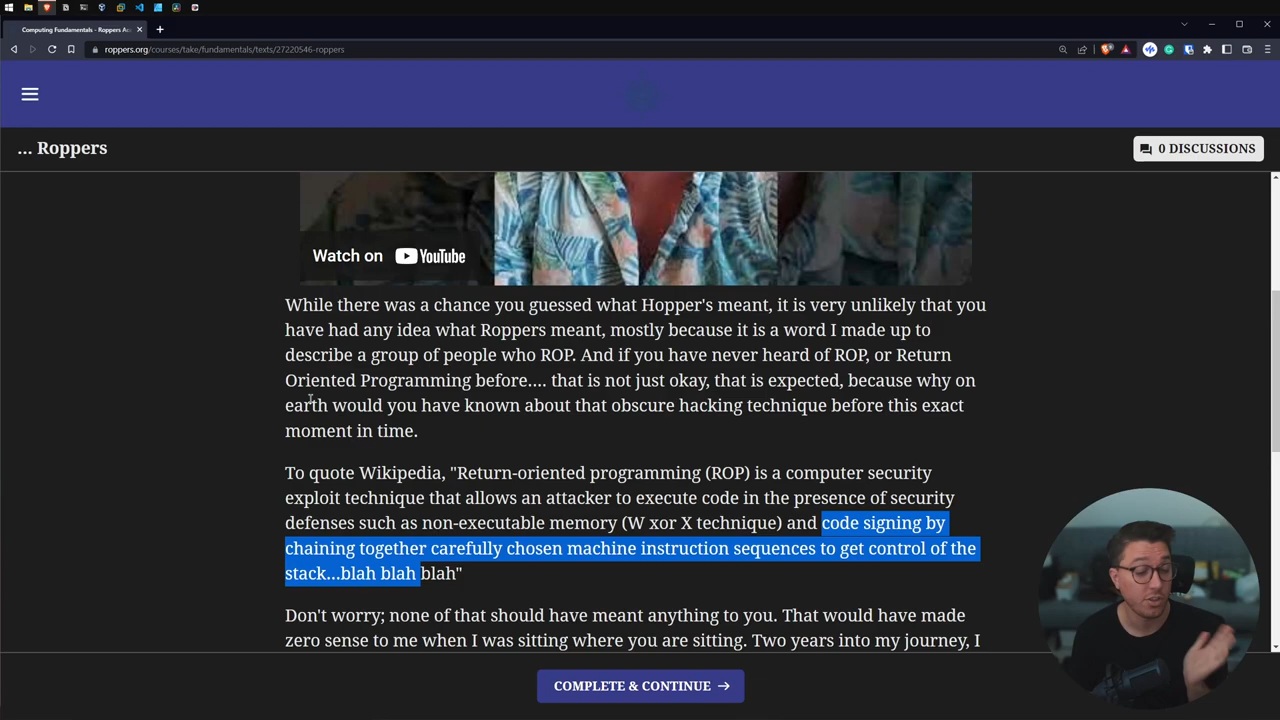 Computing Fundamentals - Roppers Ac
roppers.org/courses/take/fundamentals/texts/27220546-roppers
... Roppers
0 DISCUSSIONS
Watch on YouTube
While there was a chance you guessed what Hopper's meant, it is very unlikely that you
have had any idea what Roppers meant, mostly because it is a word I made up to
describe a group of people who ROP. And if you have never heard of ROP, or Return
Oriented Programming before.... that is not just okay, that is expected, because why on
earth would you have known about that obscure hacking technique before this exact
moment in time.
To quote Wikipedia, "Return-oriented programming (ROP) is a computer security
exploit technique that allows an attacker to execute code in the presence of security
defenses such as non-executable memory (W xor X technique) and code signing by
chaining together carefully chosen machine instruction sequences to get control of the
stack...blah blah blah"
Don't worry; none of that should have meant anything to you. That would have made
zero sense to me when I was sitting where you are sitting. Two years into my journey, I
COMPLETE & CONTINUE →